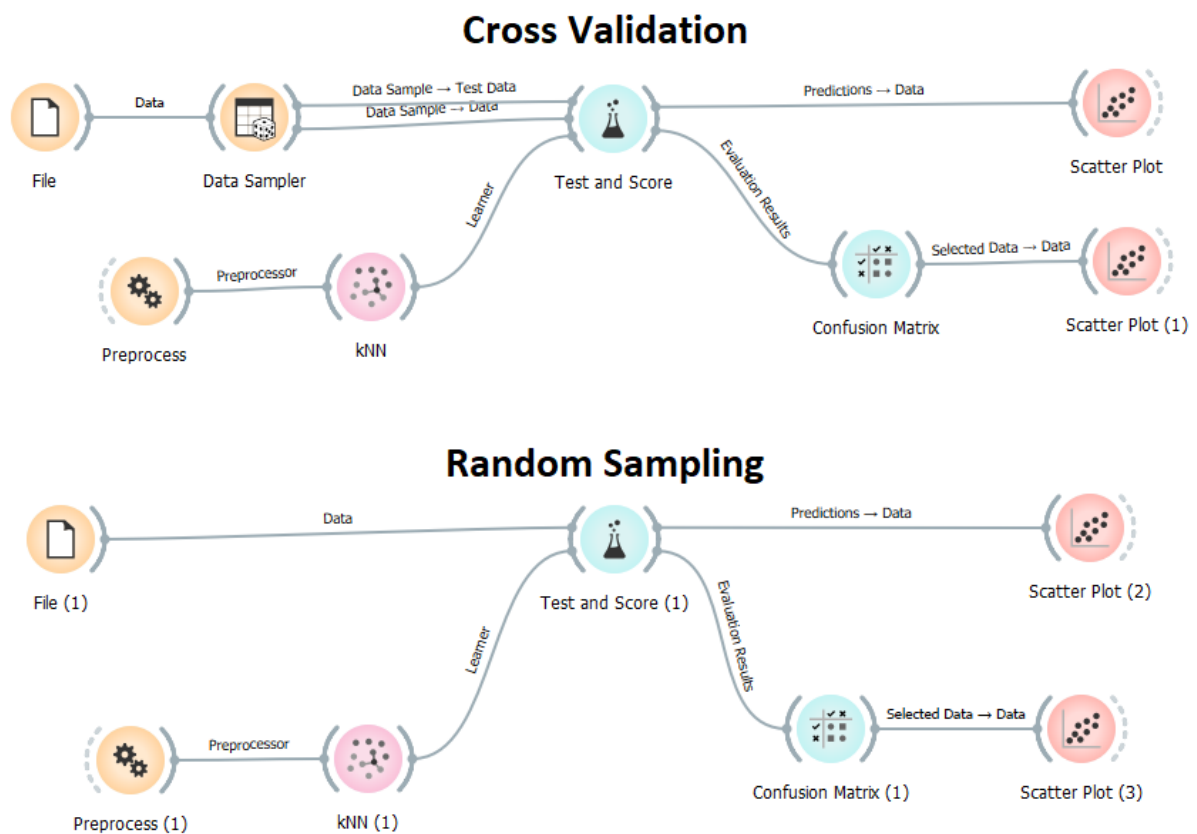 Cross Validation
Data
Data Sample → Test Data
Data Sample → Data
Predictions → Data
File
Data Sampler
Test and Score
Scatter Plot
Learner
Evaluation Results
Preprocessor
Selected Data → Data
Preprocess
kNN
Confusion Matrix
Scatter Plot (1)
Random Sampling
Data
Predictions → Data
File (1)
Test and Score (1)
Scatter Plot (2)
Learner
Evaluation Results
Preprocessor
Selected Data → Data
Preprocess (1)
kNN (1)
Confusion Matrix (1)
Scatter Plot (3)